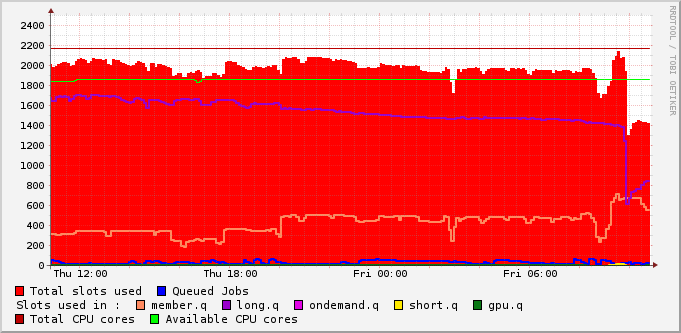 RRDTOOL / TOBI OETIKER
2400
2200
2000
1800
1600
1400
1200
1000
800
600
400
200
0
Thu 12:00 Thu 18:00 Fri 00:00 Fri 06:00
Total slots used Queued Jobs
Slots used in : member.q long.q ondemand.q short.q gpu.q
Total CPU cores Available CPU cores